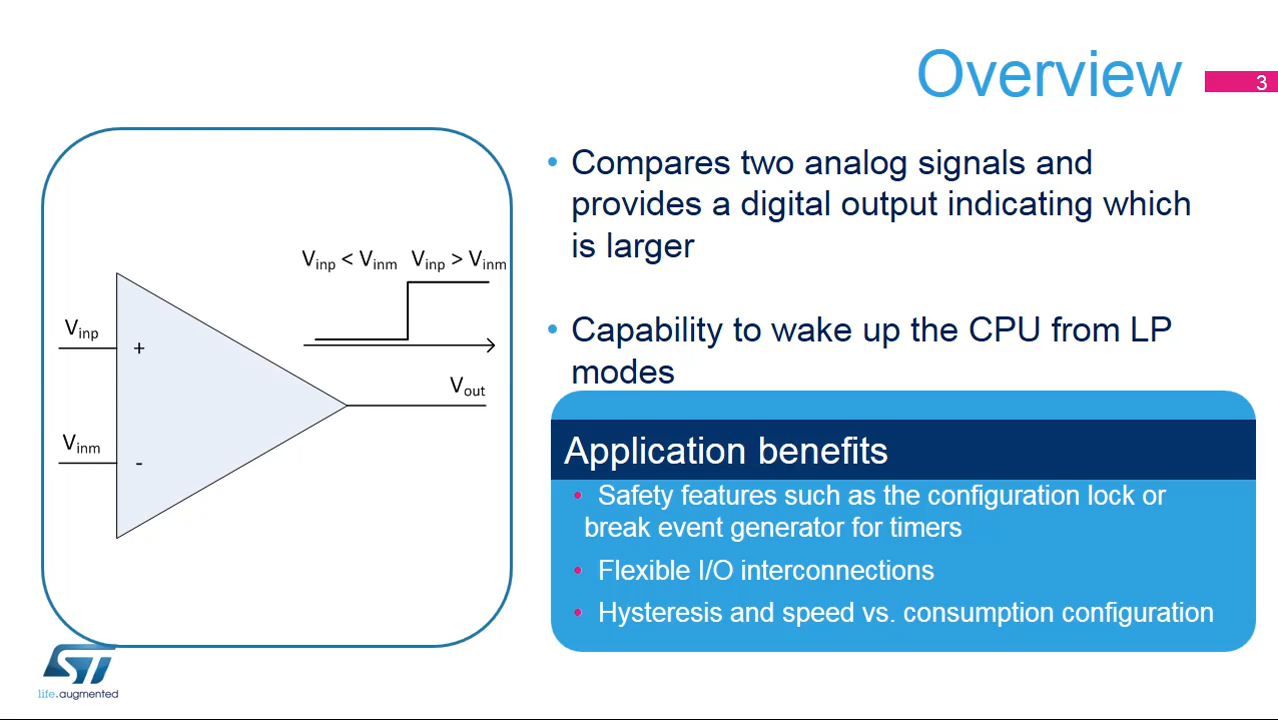 Overview
3
• Compares two analog signals and
provides a digital output indicating which
is larger
• Capability to wake up the CPU from LP
modes
Application benefits
• Safety features such as the configuration lock or
break event generator for timers
• Flexible I/O interconnections
• Hysteresis and speed vs. consumption configuration
Vinp < Vinm Vinp > Vinm
Vinp
+
Vout
Vinm
-
ST
life.augmented